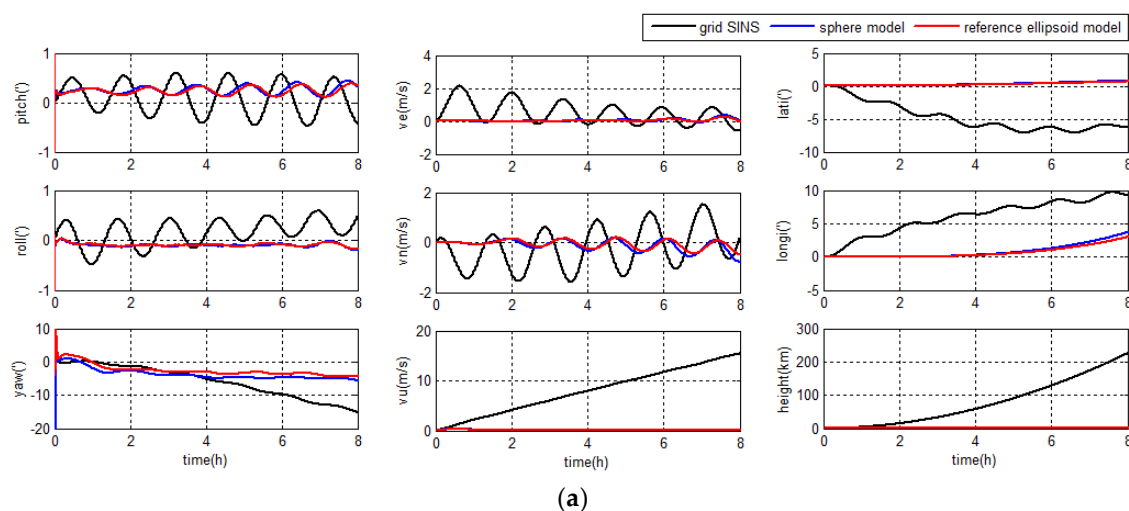 grid SINS sphere model reference ellipsoid model
pitch(')
1
0
-1
0 2 4 6 8
ve(m/s)
4
2
0
-2
0 2 4 6 8
lati(')
5
0
-5
-10
0 2 4 6 8
roll(')
1
0
-1
0 2 4 6 8
vn(m/s)
2
0
-2
0 2 4 6 8
longi(')
10
5
0
-5
0 2 4 6 8
yaw(')
10
0
-10
-20
0 2 4 6 8
time(h)
vu(m/s)
20
10
0
0 2 4 6 8
time(h)
height(km)
300
200
100
0
0 2 4 6 8
time(h)
(a)